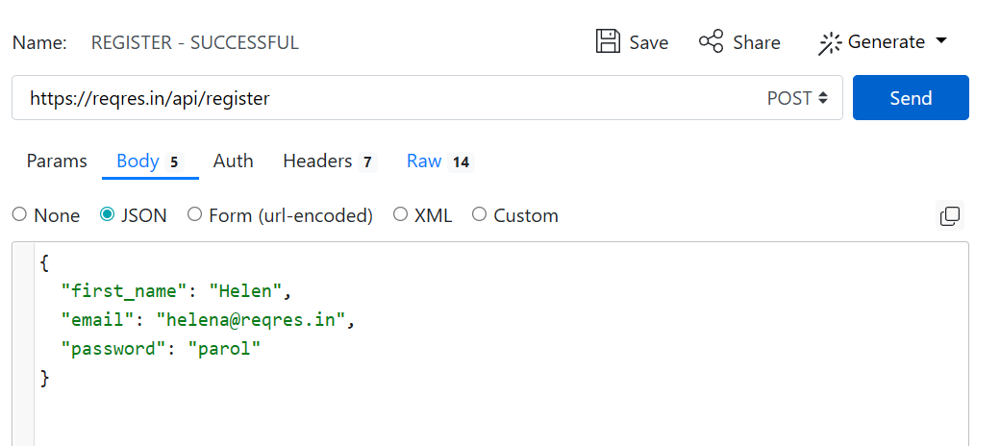 Name: REGISTER - SUCCESSFUL Save Share Generate
https://reqres.in/api/register POST Send
Params Body 5 Auth Headers 7 Raw 14
None JSON Form (url-encoded) XML Custom
{
"first_name": "Helen",
"email": "helena@reqres.in",
"password": "parol"
}